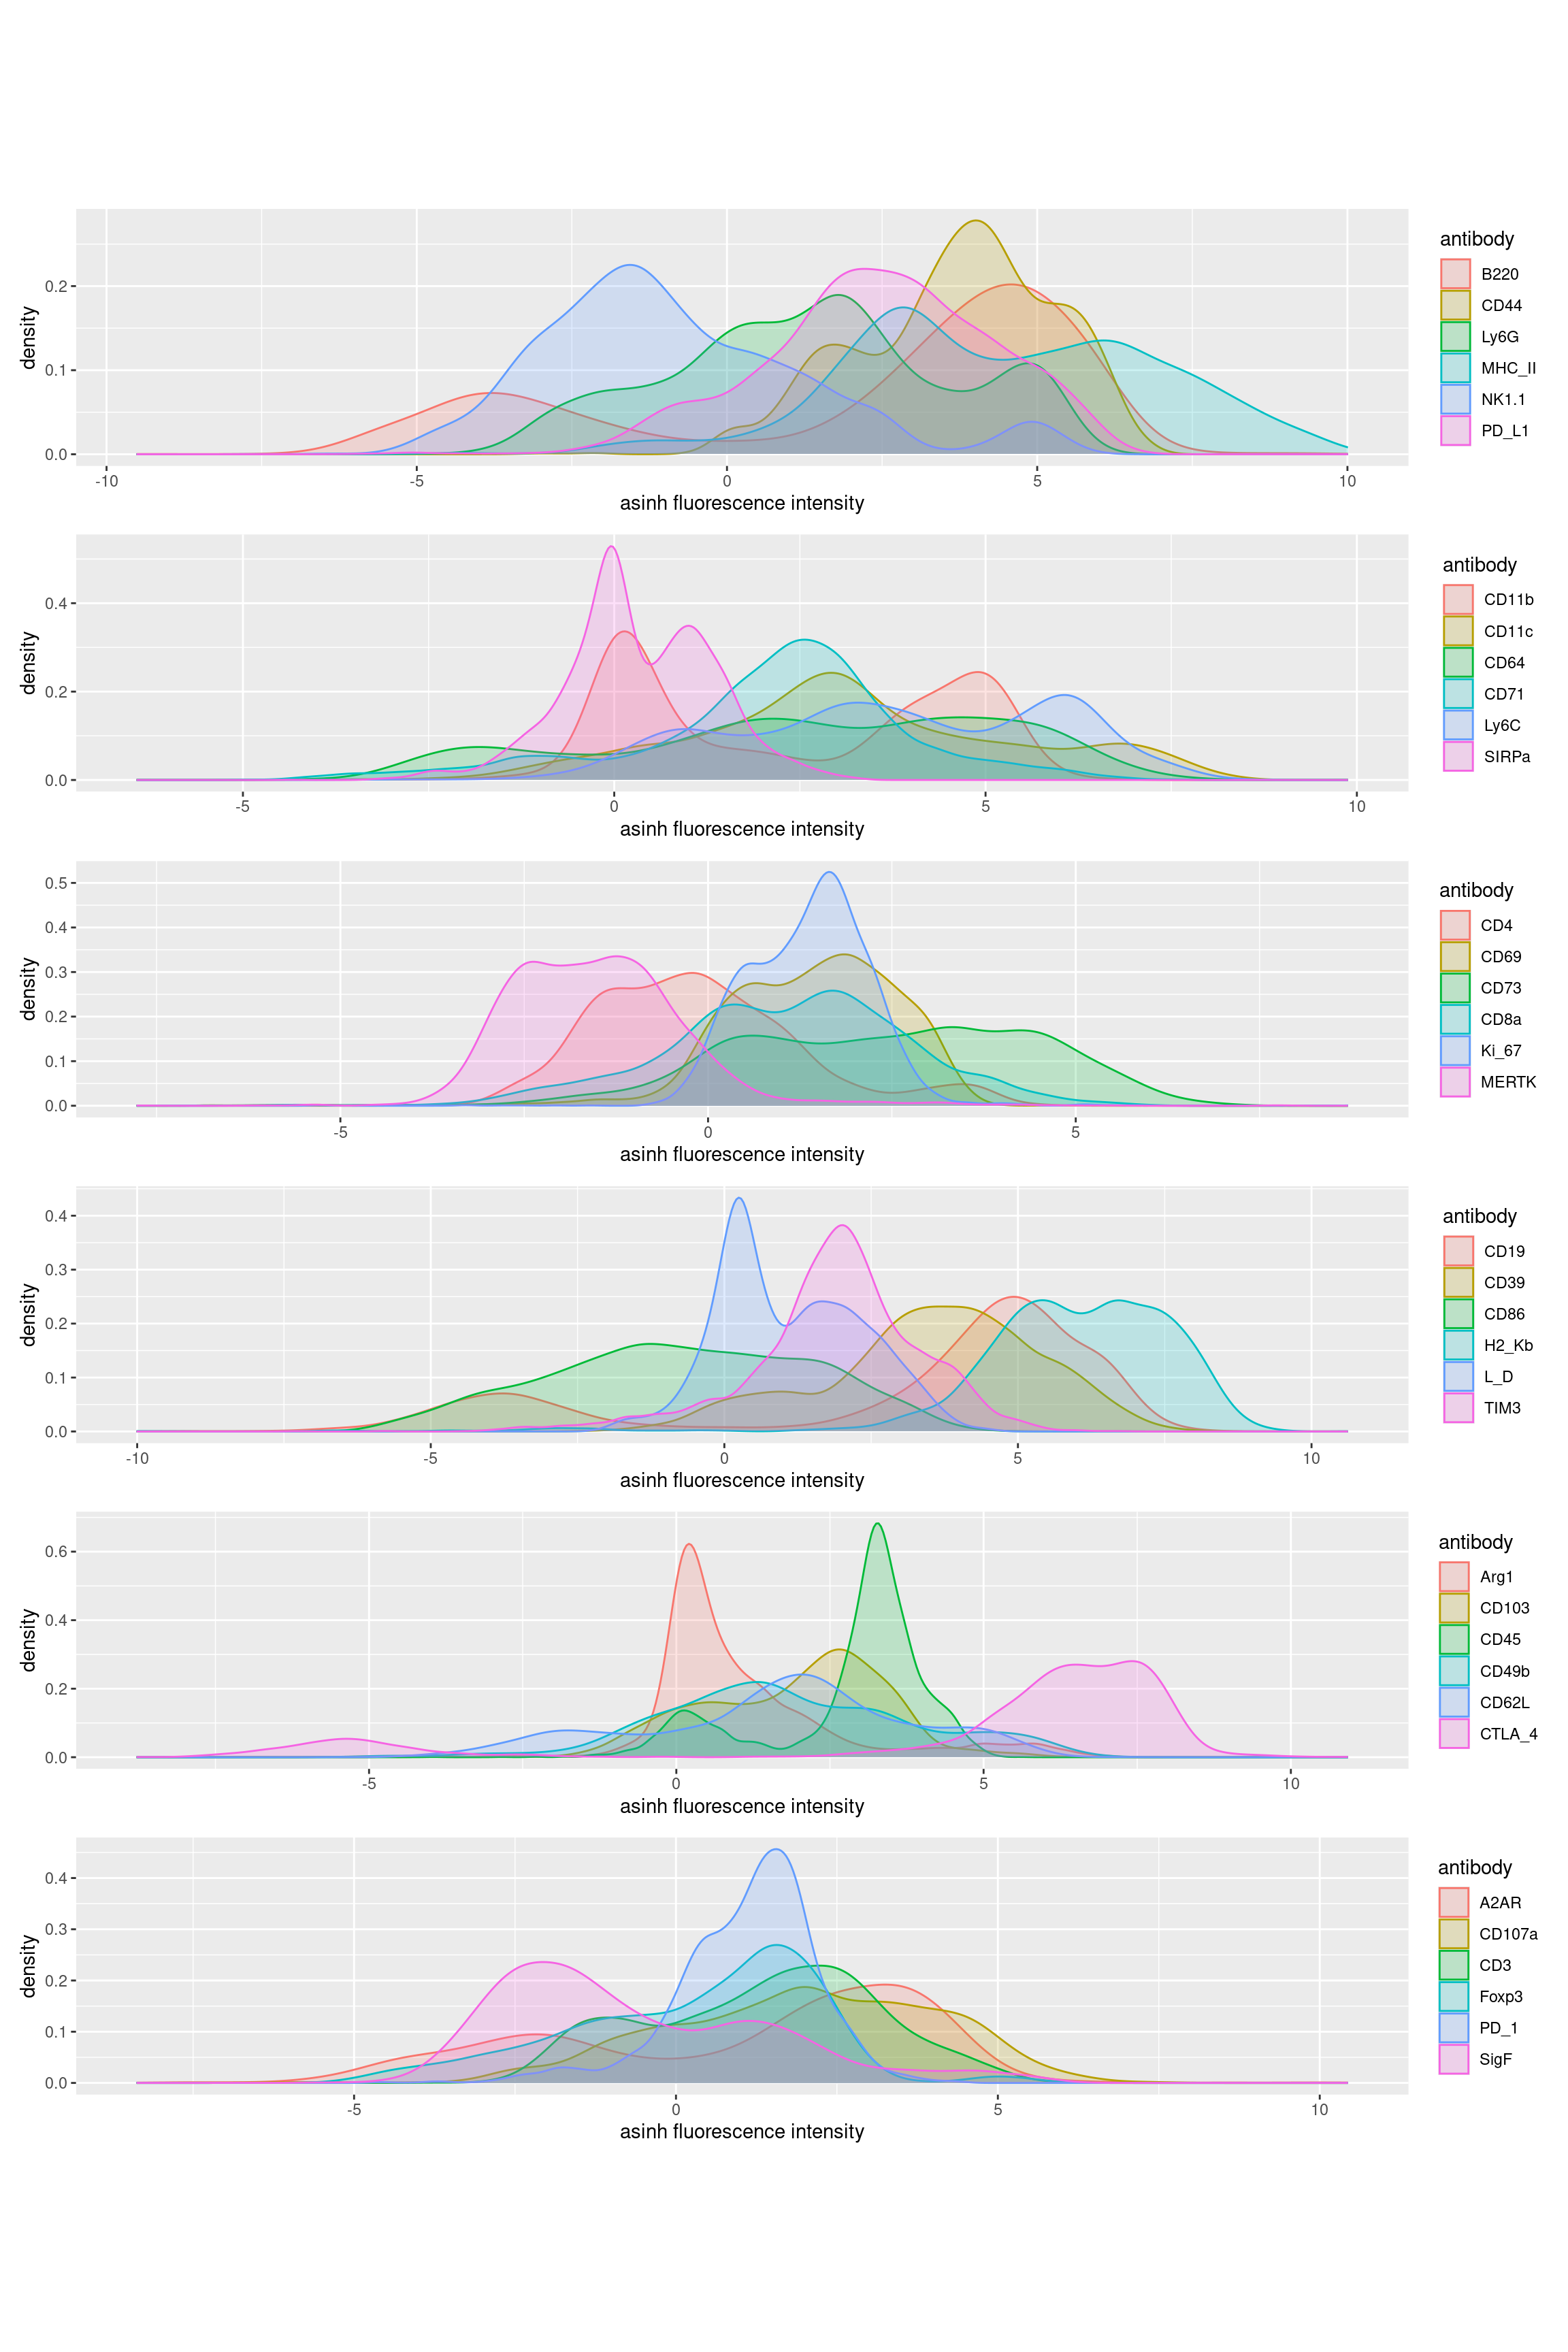 antibody
B220
CD44
Ly6G
MHC_II
NK1.1
PD_L1
density
0.2
0.1
0.0
-10 -5 0 5 10
asinh fluorescence intensity
antibody
CD11b
CD11c
CD64
CD71
Ly6C
SIRPa
density
0.4
0.2
0.0
-5 0 5 10
asinh fluorescence intensity
antibody
CD4
CD69
CD73
CD8a
Ki_67
MERTK
density
0.5
0.4
0.3
0.2
0.1
0.0
-5 0 5
asinh fluorescence intensity
antibody
CD19
CD39
CD86
H2_Kb
L_D
TIM3
density
0.4
0.3
0.2
0.1
0.0
-10 -5 0 5 10
asinh fluorescence intensity
antibody
Arg1
CD103
CD45
CD49b
CD62L
CTLA_4
density
0.6
0.4
0.2
0.0
-5 0 5 10
asinh fluorescence intensity
antibody
A2AR
CD107a
CD3
Foxp3
PD_1
SigF
density
0.4
0.3
0.2
0.1
0.0
-5 0 5 10
asinh fluorescence intensity